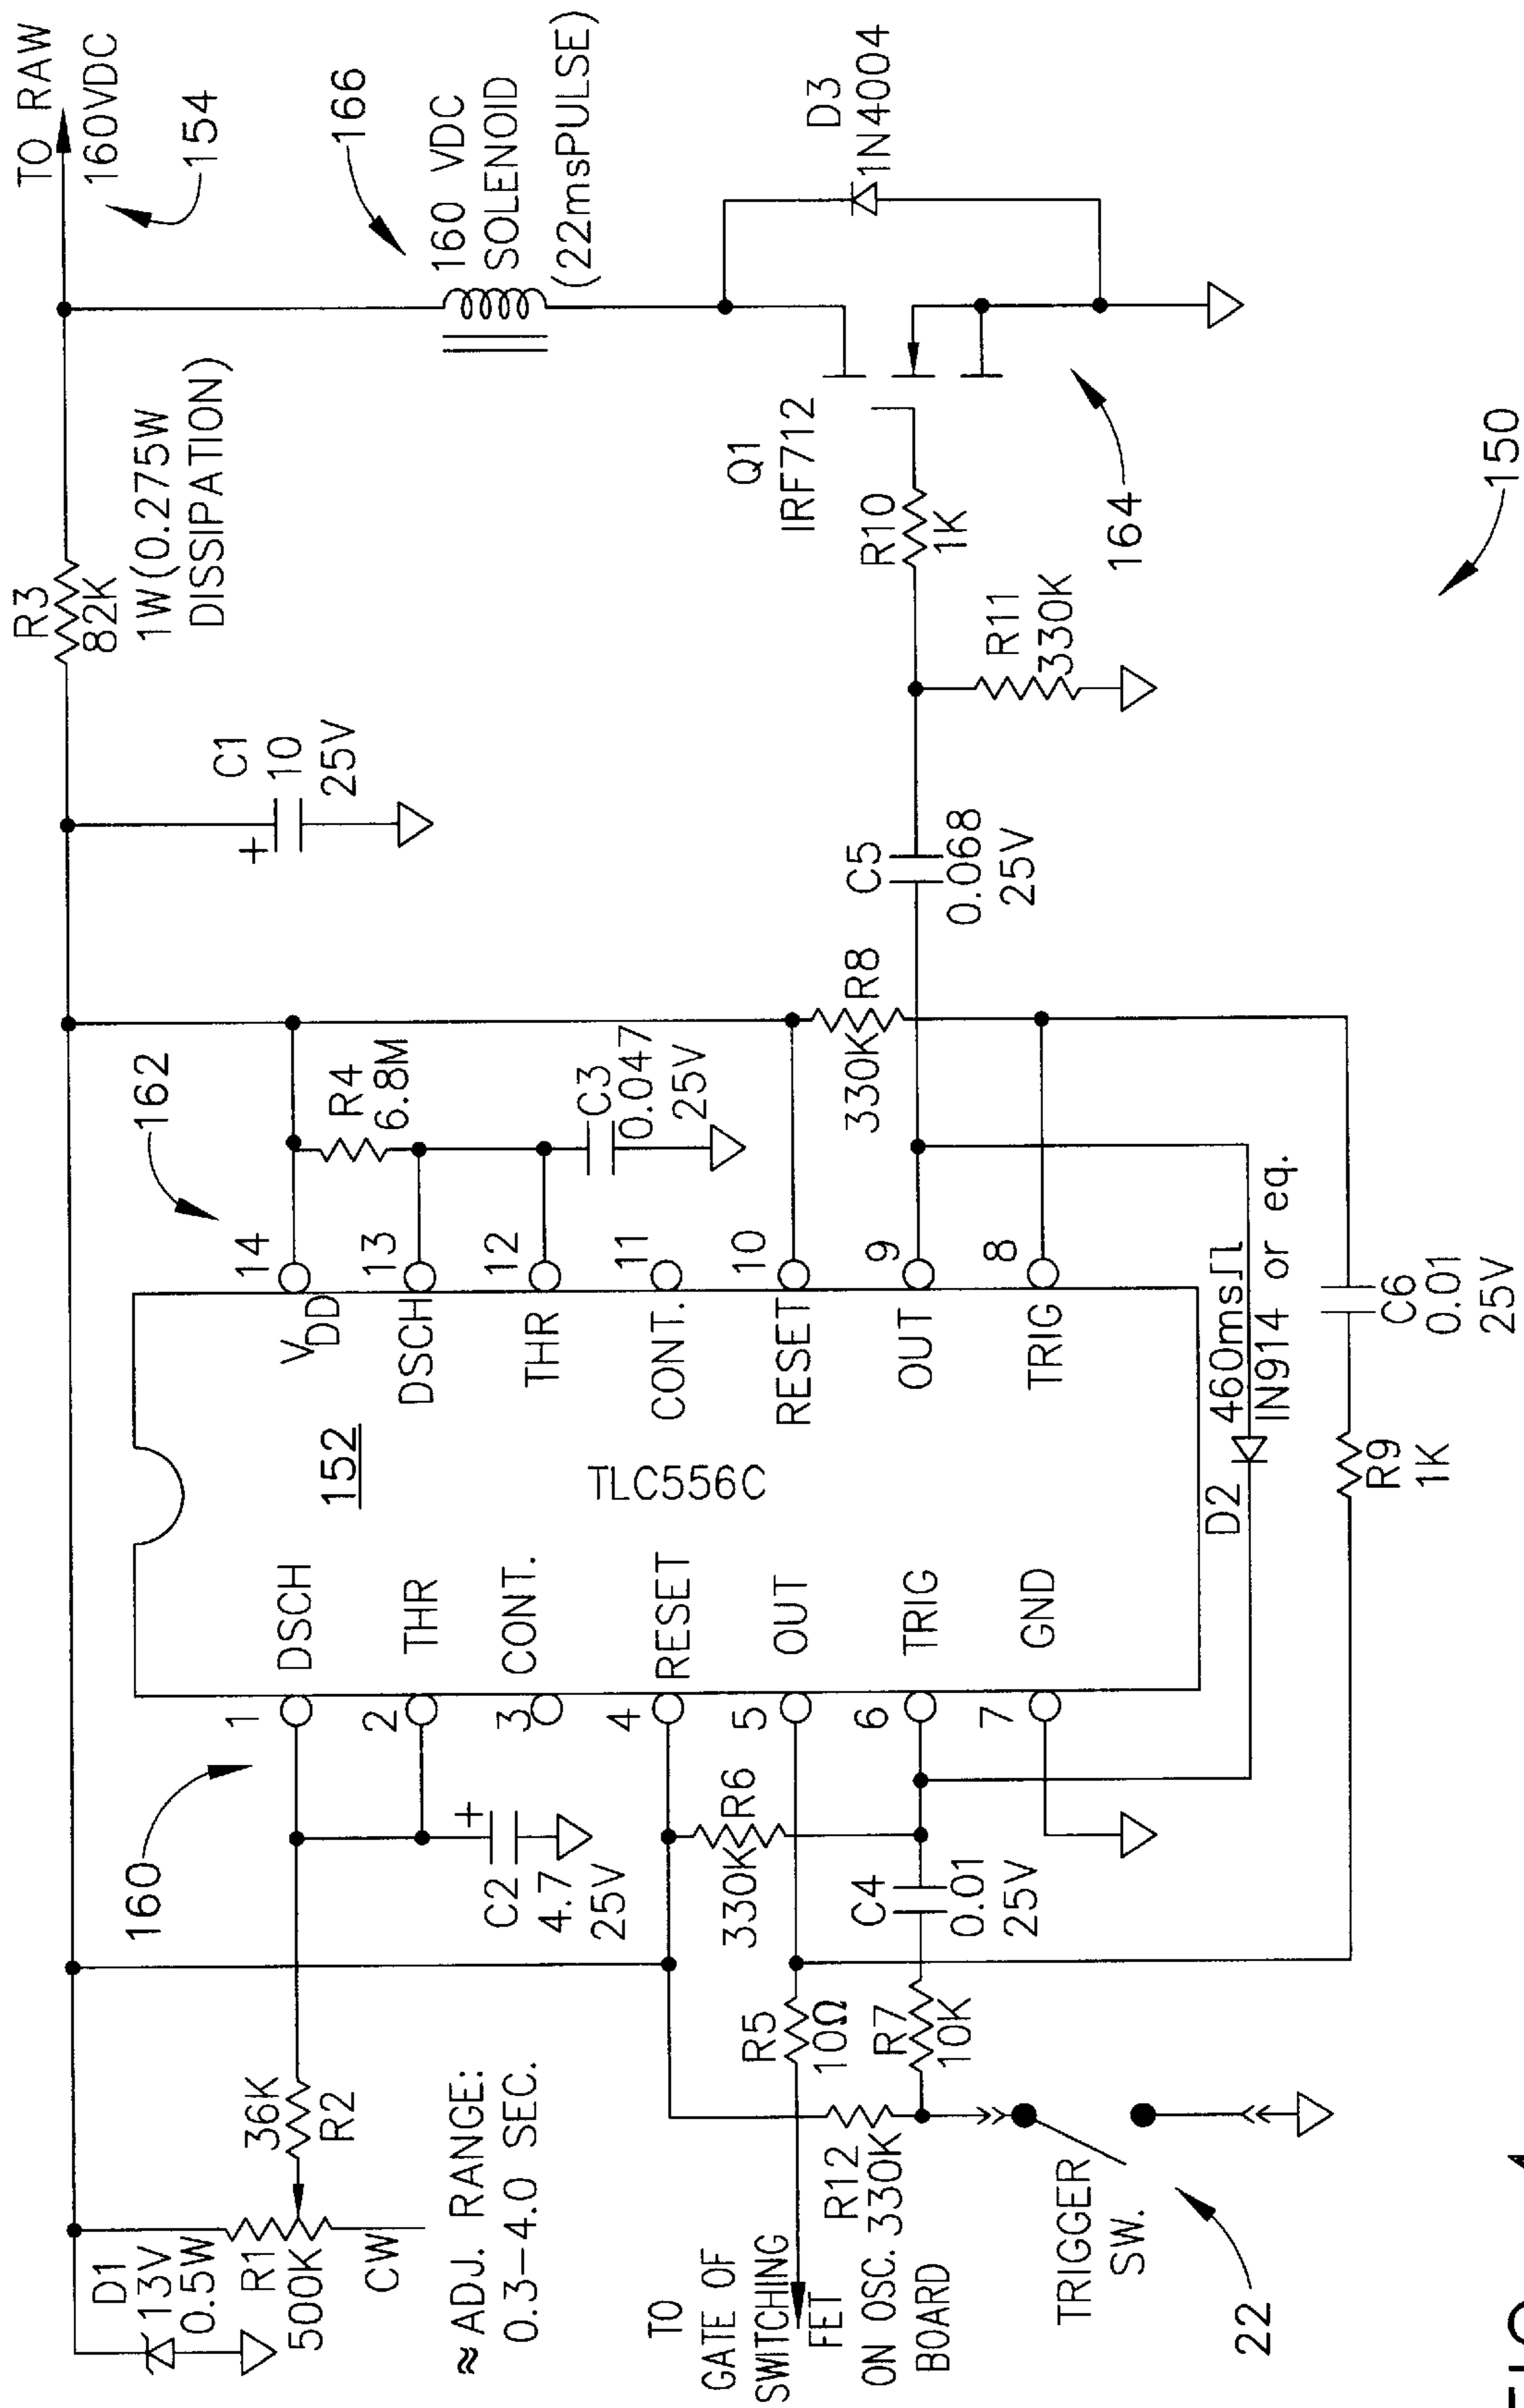 TO RAW
160VDC
154
R3
82K
1W(0.275W
DISSIPATION)
166
160 VDC
SOLENOID
(22msPULSE)
D3
1N4004
C1
+
10
25V
Q1
IRF712
R10
1K
R11
330K
164
150
C5
0.068
25V
162
R4
6.8M
C3
0.047
25V
R8
330K
14
13
12
11
10
9
8
VDD
DSCH
THR
CONT.
RESET
OUT
TRIG
152
TLC556C
460ms
IN914 or eq.
D2
C6
0.01
25V
R9
1K
DSCH
THR
CONT.
RESET
OUT
TRIG
GND
1
2
3
4
5
6
7
160
C2
+
4.7
25V
R6
330K
C4
0.01
25V
36K
R2
R5
10Ω
R7
10K
D1
13V
0.5W
R1
500K
CW
≈ADJ. RANGE:
0.3-4.0 SEC.
TO
GATE OF
SWITCHING
FET
ON OSC.
BOARD
R12
330K
TRIGGER
SW.
22